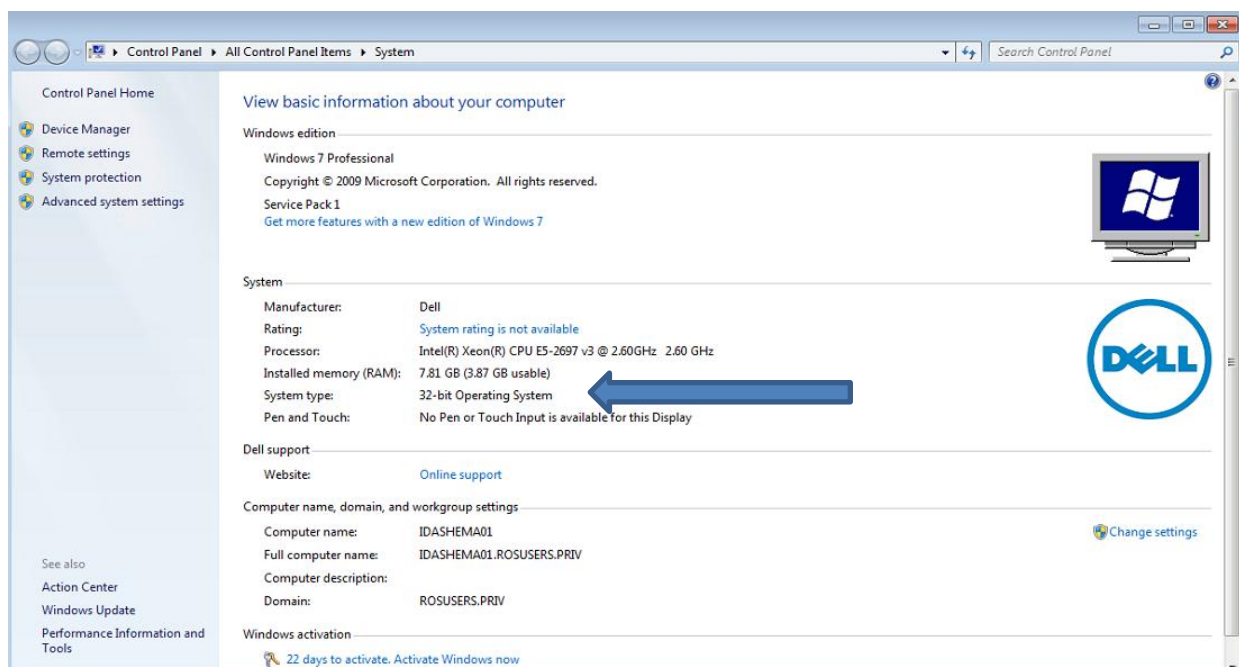 Control Panel ▸ All Control Panel Items ▸ System
Search Control Panel
Control Panel Home
Device Manager
Remote settings
System protection
Advanced system settings
See also
Action Center
Windows Update
Performance Information and
Tools
View basic information about your computer
Windows edition
Windows 7 Professional
Copyright © 2009 Microsoft Corporation. All rights reserved.
Service Pack 1
Get more features with a new edition of Windows 7
System
Manufacturer: Dell
Rating: System rating is not available
Processor: Intel(R) Xeon(R) CPU E5-2697 v3 @ 2.60GHz 2.60 GHz
Installed memory (RAM): 7.81 GB (3.87 GB usable)
System type: 32-bit Operating System
Pen and Touch: No Pen or Touch Input is available for this Display
DELL
Dell support
Website: Online support
Computer name, domain, and workgroup settings
Computer name: IDASHEMA01
Change settings
Full computer name: IDASHEMA01.ROSUSERS.PRIV
Computer description:
Domain: ROSUSERS.PRIV
Windows activation
22 days to activate. Activate Windows now